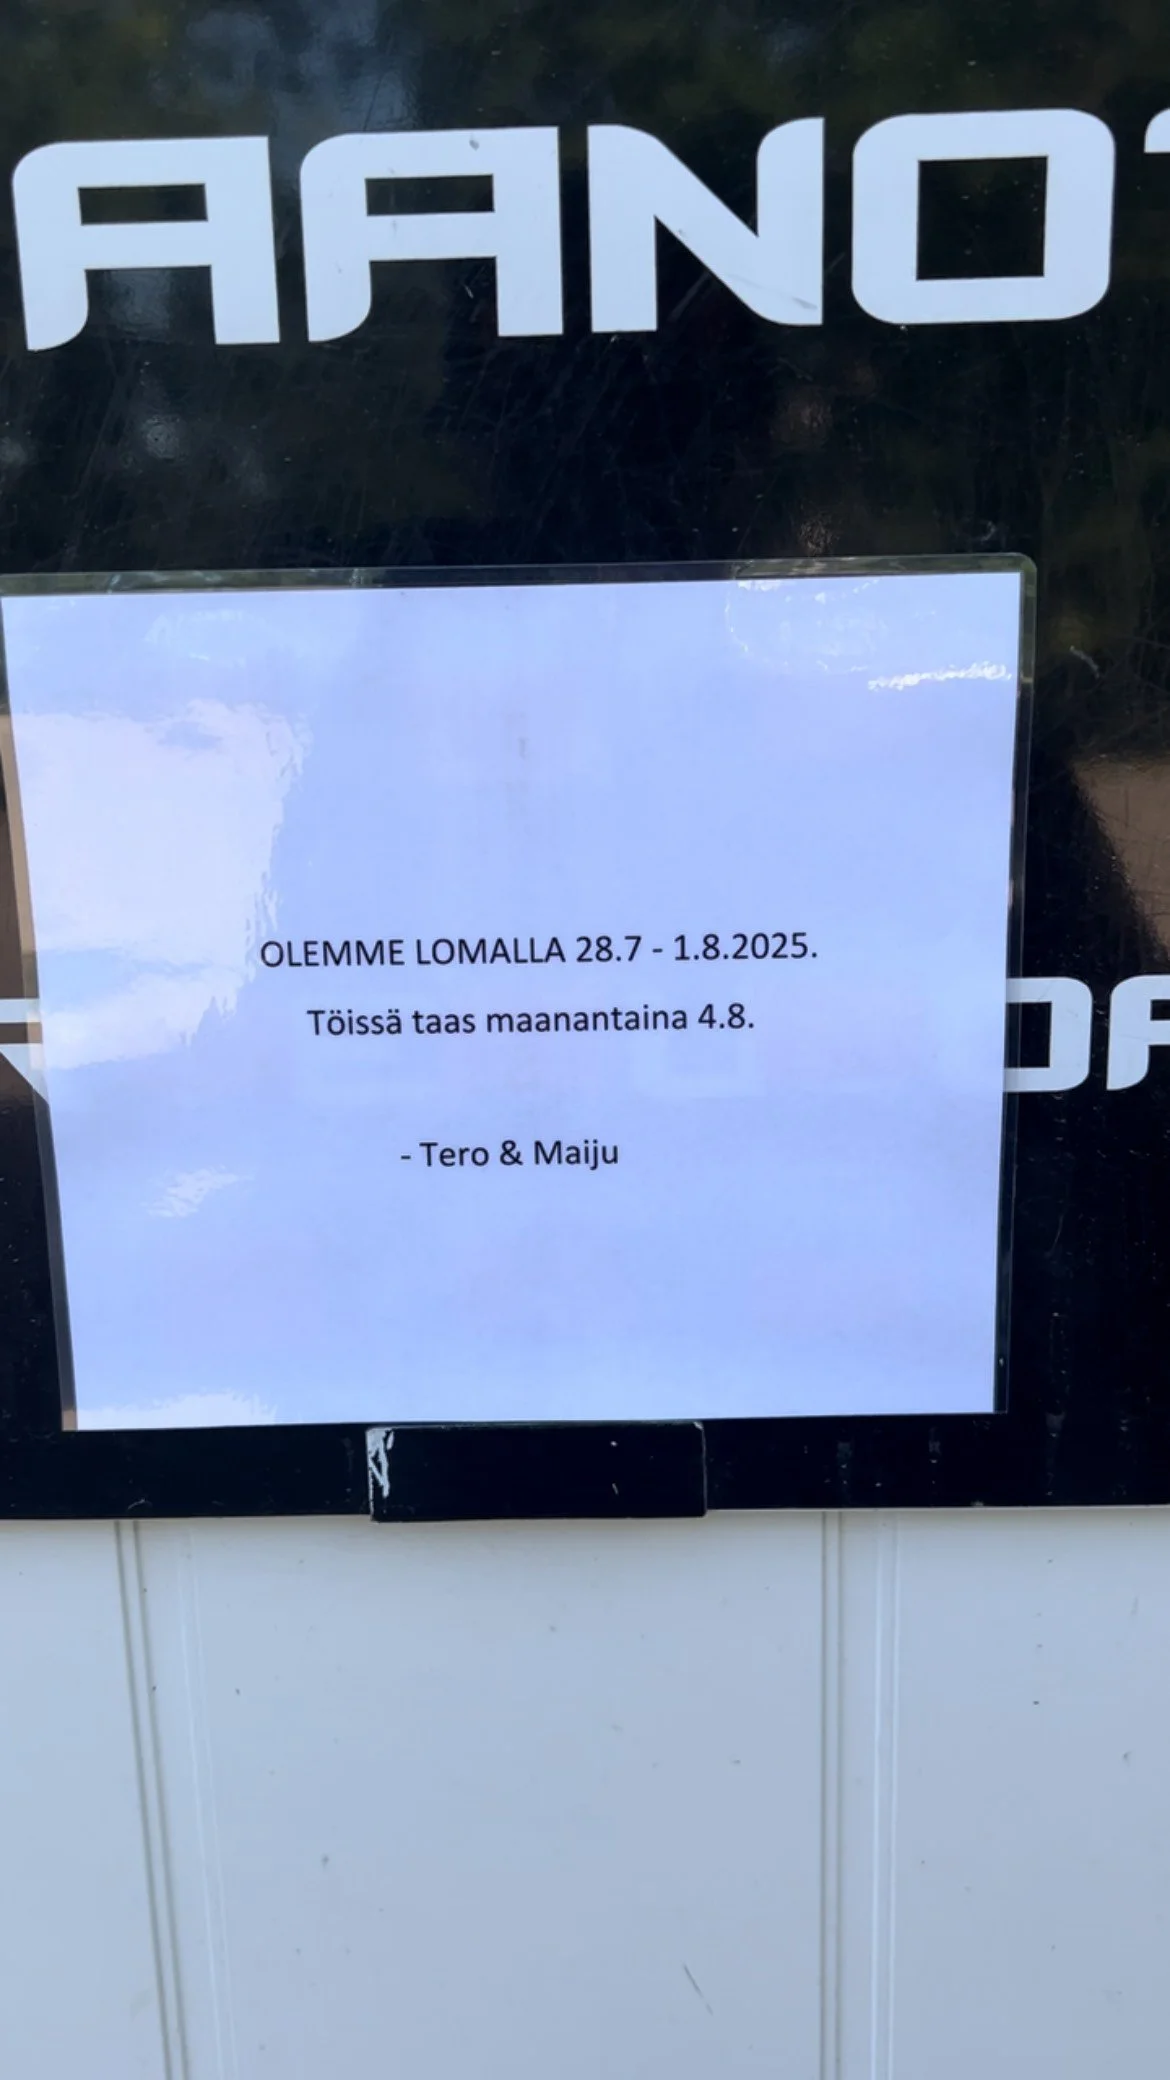 AANO
OLEMME LOMALLA 28.7 - 1.8.2025.
Töissä taas maanantaina 4.8.
- Tero & Maiju